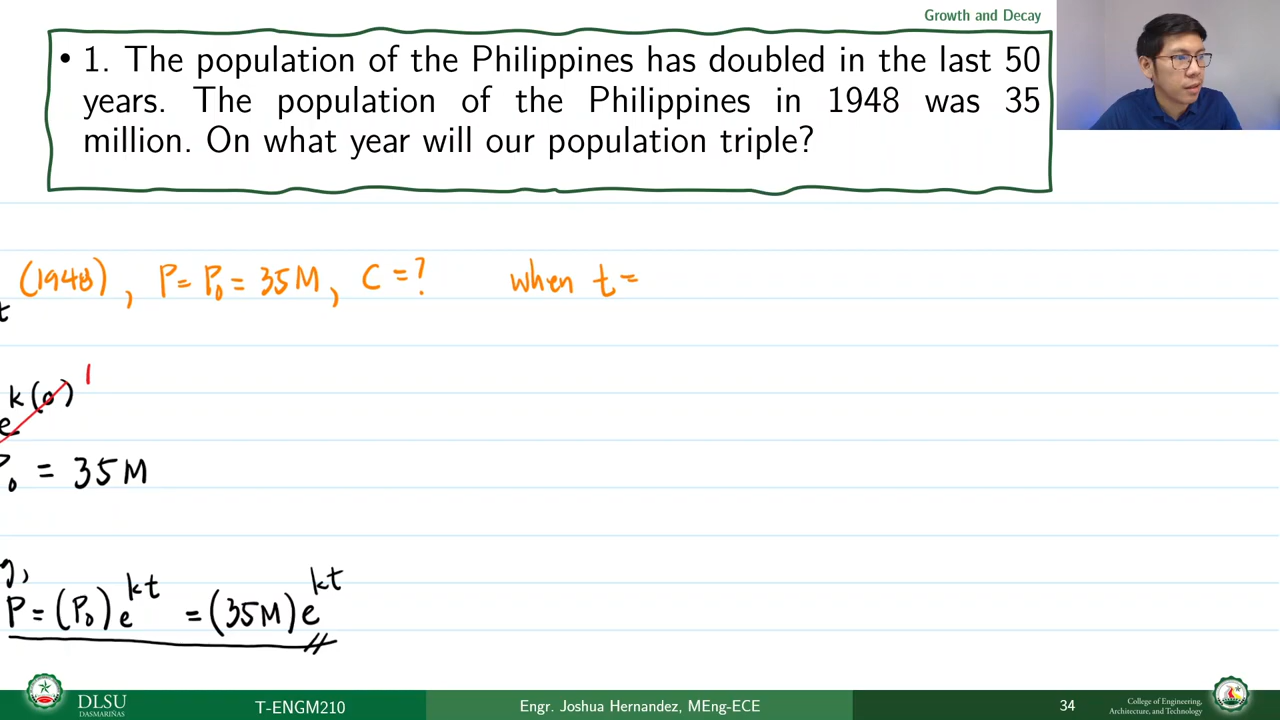 Growth and Decay
• 1. The population of the Philippines has doubled in the last 50
years. The population of the Philippines in 1948 was 35
million. On what year will our population triple?
(1948), P = P₀ = 35M, C = ? when t =
t
e^k(0) 1
P₀ = 35M
g,
P = (P₀)e^kt = (35M)e^kt
DLSU
DASMARIÑAS
T-ENGM210
Engr. Joshua Hernandez, MEng-ECE
34
College of Engineering,
Architecture, and Technology